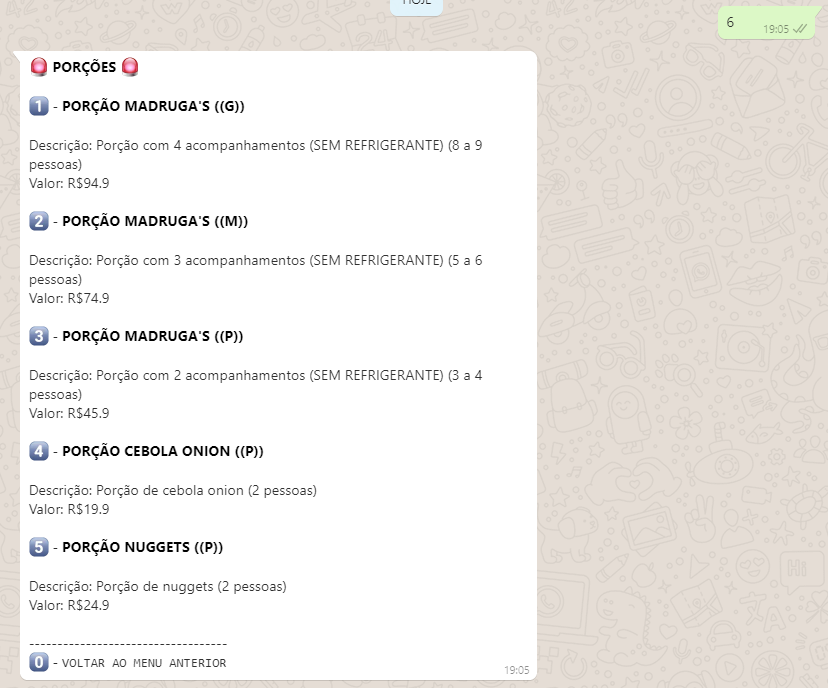 HOJE
6
19:05
🚨 PORÇÕES 🚨
1️⃣ - PORÇÃO MADRUGA'S ((G))
Descrição: Porção com 4 acompanhamentos (SEM REFRIGERANTE) (8 a 9
pessoas)
Valor: R$94.9
2️⃣ - PORÇÃO MADRUGA'S ((M))
Descrição: Porção com 3 acompanhamentos (SEM REFRIGERANTE) (5 a 6
pessoas)
Valor: R$74.9
3️⃣ - PORÇÃO MADRUGA'S ((P))
Descrição: Porção com 2 acompanhamentos (SEM REFRIGERANTE) (3 a 4
pessoas)
Valor: R$45.9
4️⃣ - PORÇÃO CEBOLA ONION ((P))
Descrição: Porção de cebola onion (2 pessoas)
Valor: R$19.9
5️⃣ - PORÇÃO NUGGETS ((P))
Descrição: Porção de nuggets (2 pessoas)
Valor: R$24.9
-----------------------------------
0️⃣ - VOLTAR AO MENU ANTERIOR
19:05